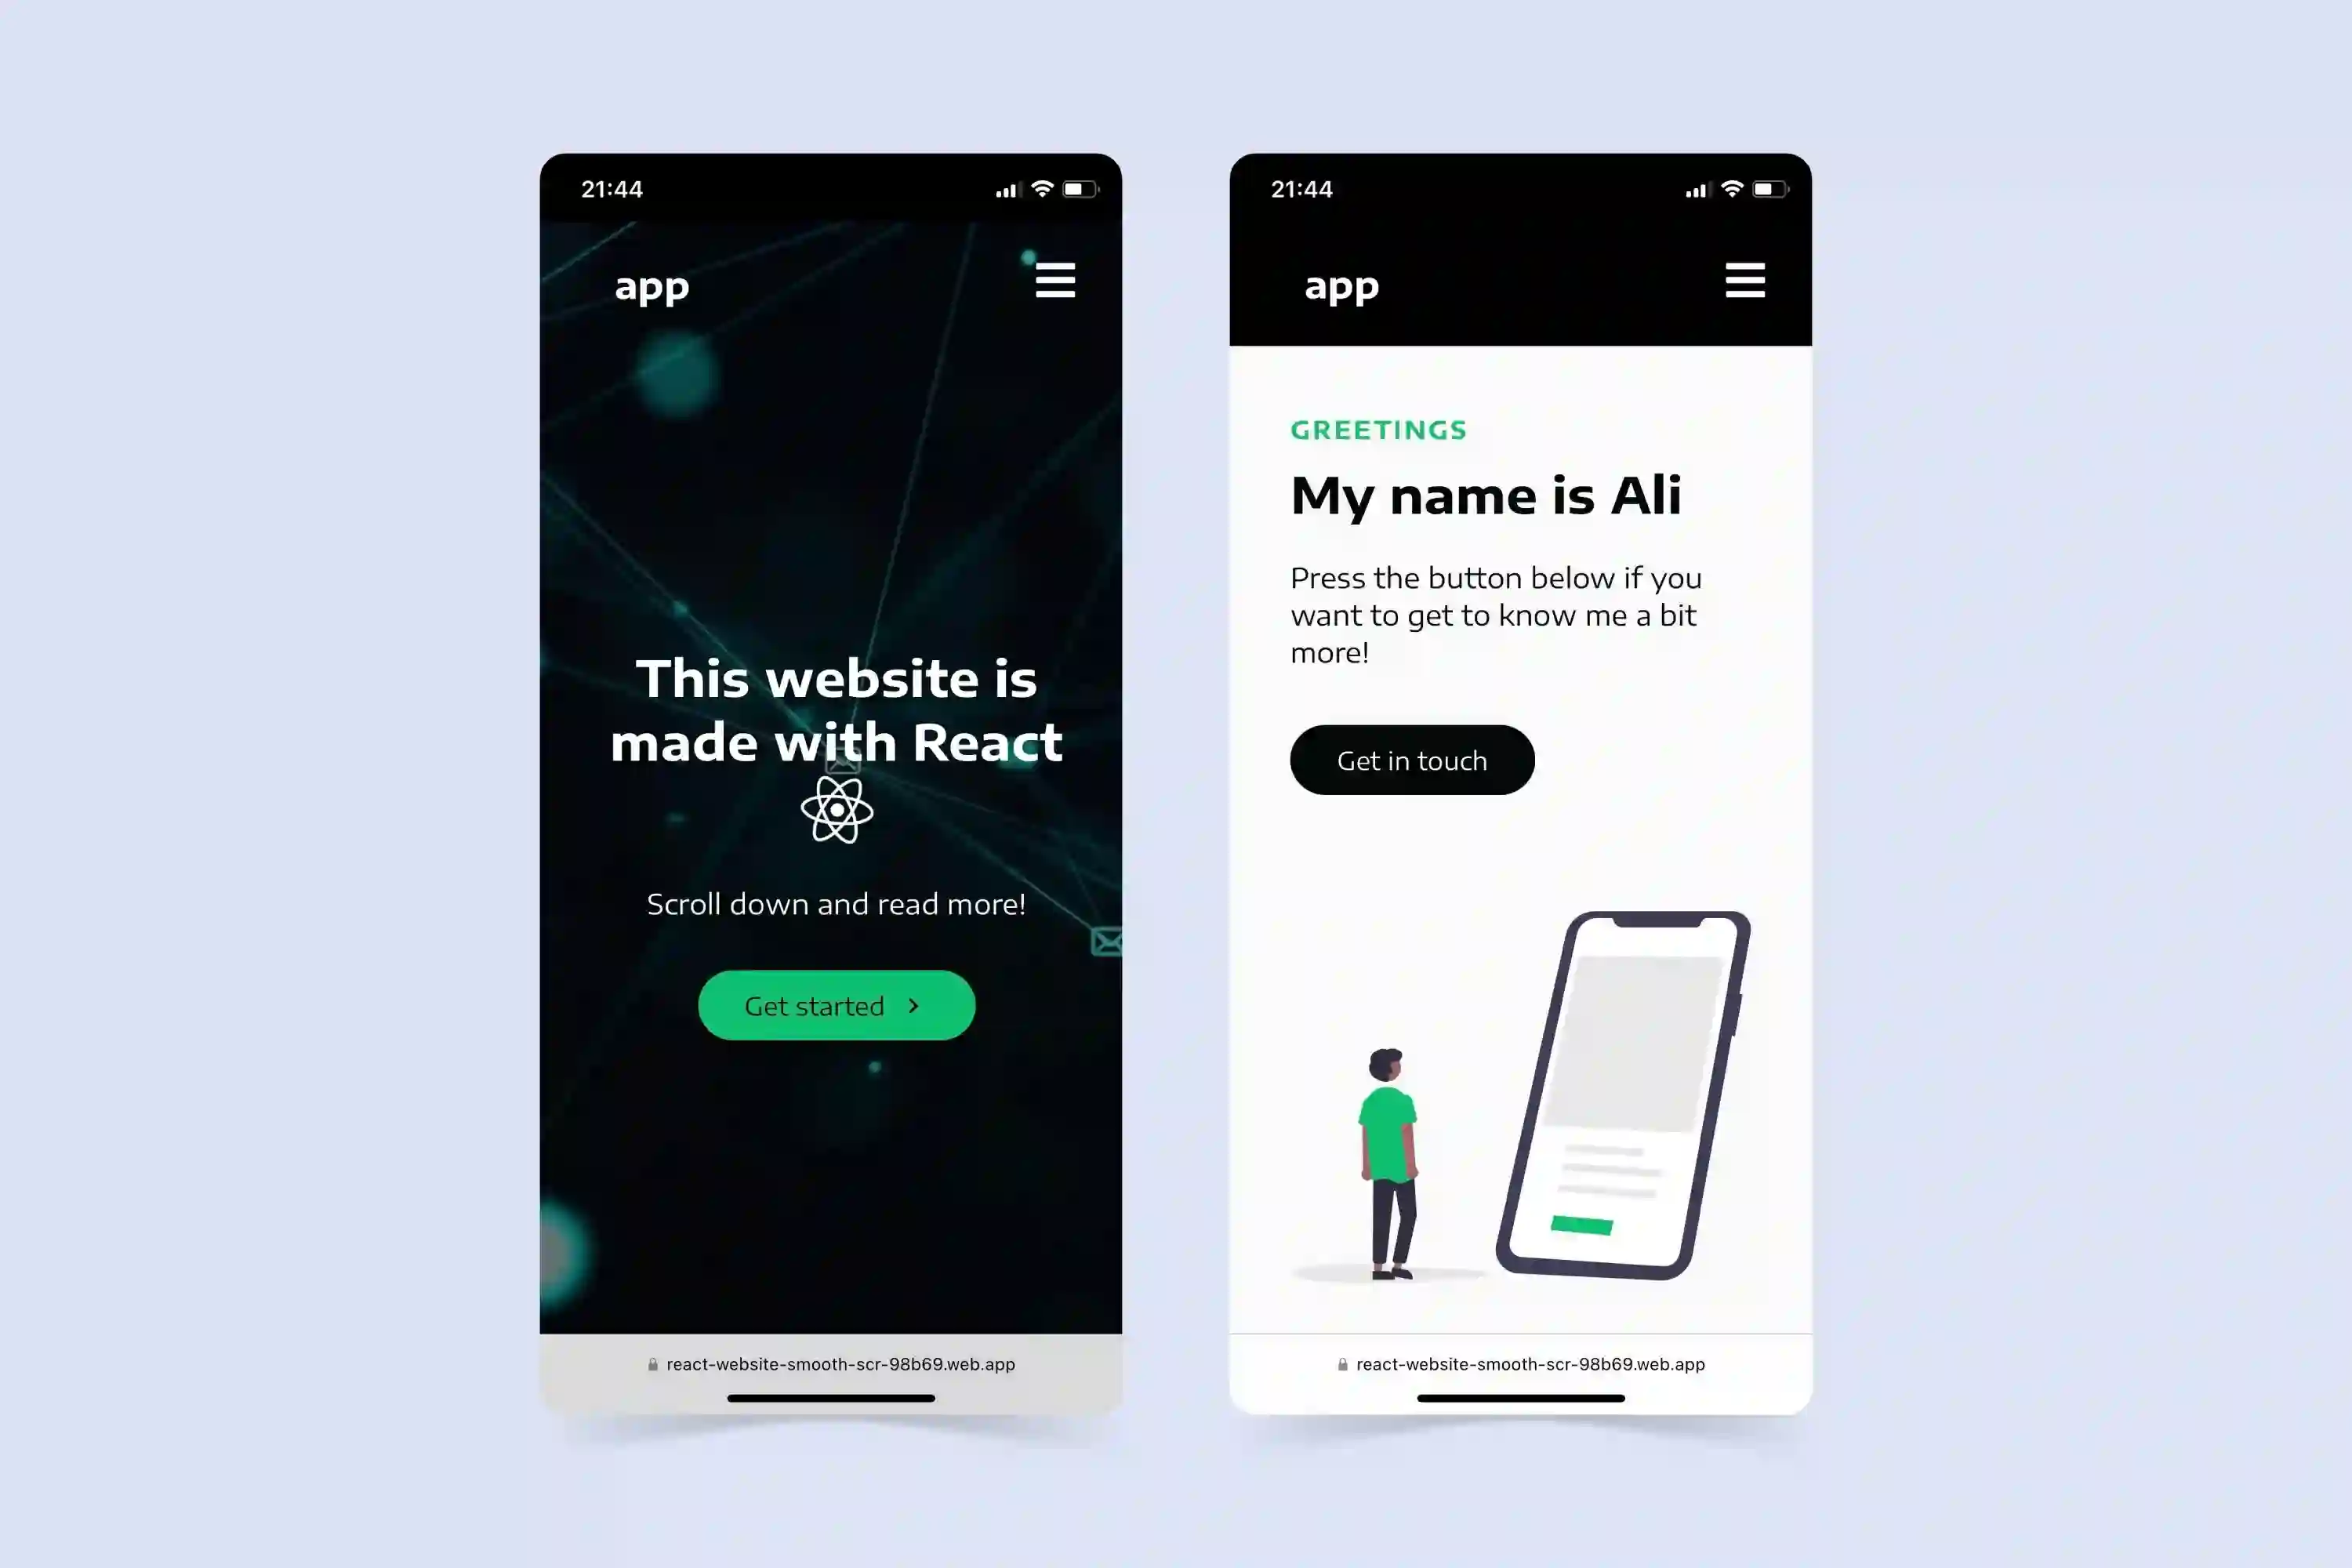 21:44
app
This website is
made with React
Scroll down and read more!
Get started
react-website-smooth-scr-98b69.web.app
21:44
app
GREETINGS
My name is Ali
Press the button below if you
want to get to know me a bit
more!
Get in touch
react-website-smooth-scr-98b69.web.app